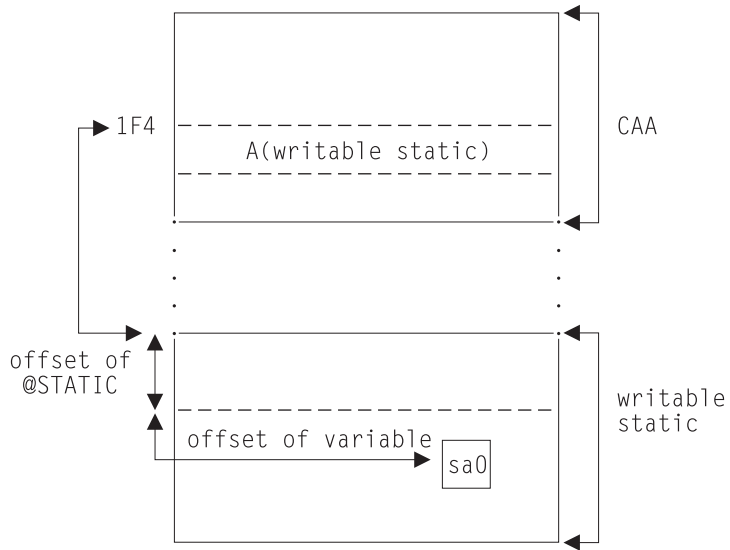 1F4
CAA
A(writable static)
offset of
@STATIC
writable
static
offset of variable
sa0